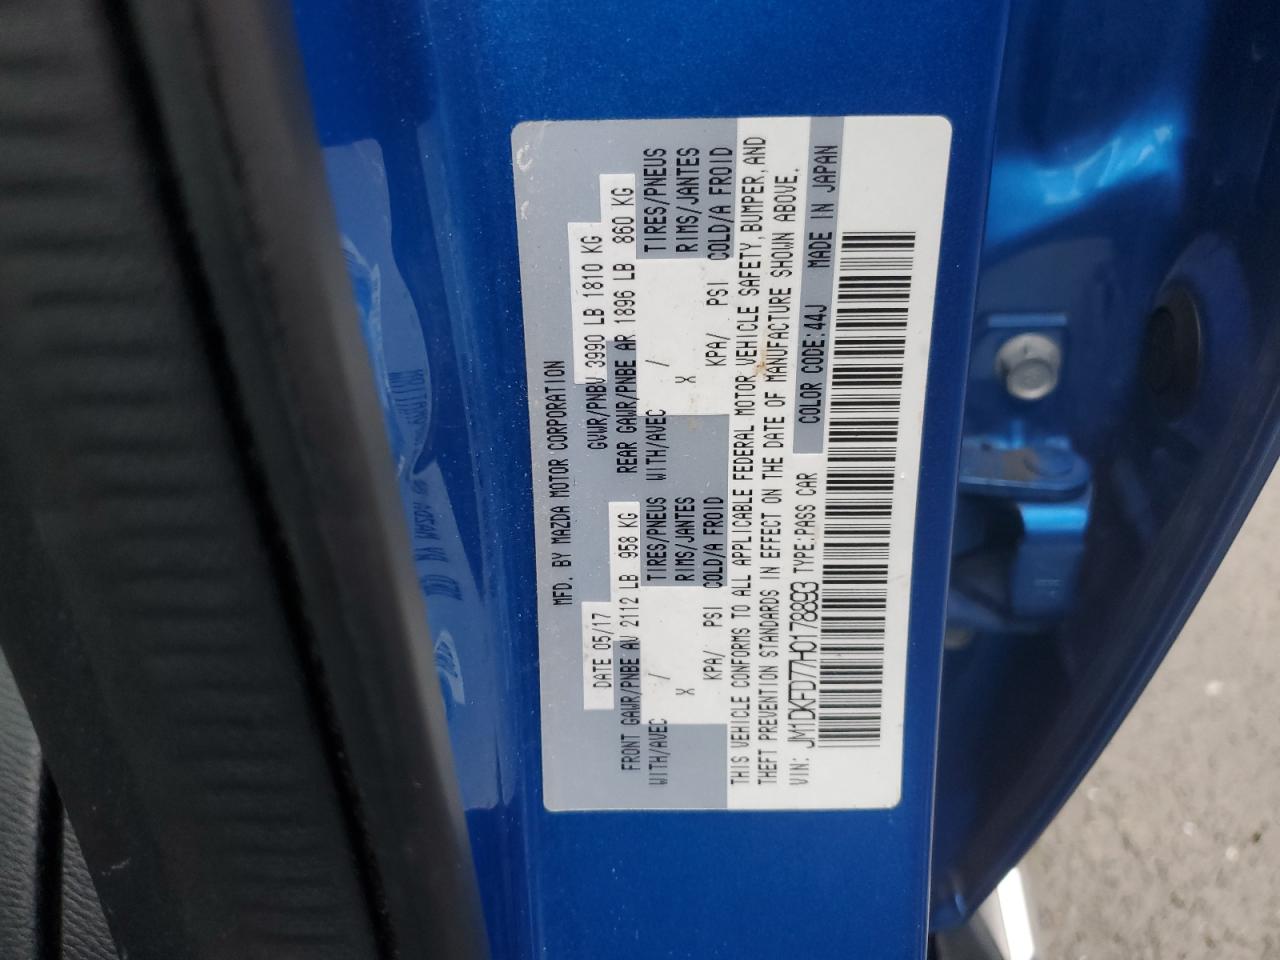 MFD. BY MAZDA MOTOR CORPORATION
DATE 05/17 GVWR/PNBV 3990 LB 1810 KG
FRONT GAWR/PNBE AV 2112 LB 958 KG REAR GAWR/PNBE AR 1896 LB 860 KG
WITH/AVEC / TIRES/PNEUS WITH/AVEC / TIRES/PNEUS
X RIMS/JANTES X RIMS/JANTES
KPA/ PSI COLD/A FROID KPA/ PSI COLD/A FROID
THIS VEHICLE CONFORMS TO ALL APPLICABLE FEDERAL MOTOR VEHICLE SAFETY, BUMPER, AND
THEFT PREVENTION STANDARDS IN EFFECT ON THE DATE OF MANUFACTURE SHOWN ABOVE.
VIN: JM1DKFD77H0178893 TYPE:PASS CAR COLOR CODE:44J MADE IN JAPAN